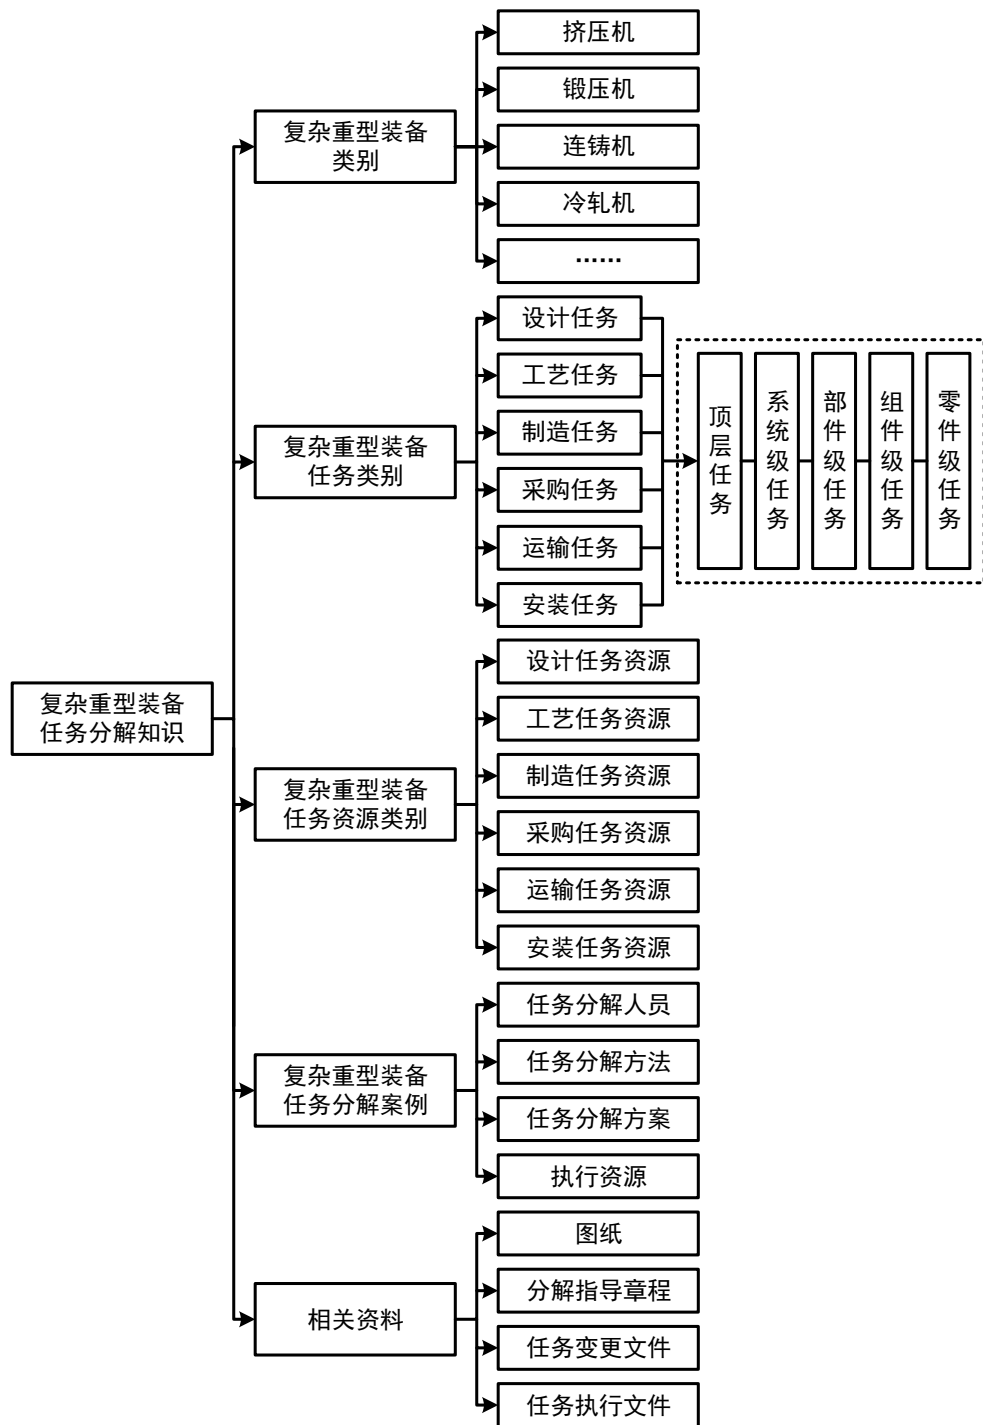 复杂重型装备
任务分解知识
复杂重型装备
类别
挤压机
锻压机
连铸机
冷轧机
……
复杂重型装备
任务类别
设计任务
工艺任务
制造任务
采购任务
运输任务
安装任务
顶层任务
系统级任务
部件级任务
组件级任务
零件级任务
复杂重型装备
任务资源类别
设计任务资源
工艺任务资源
制造任务资源
采购任务资源
运输任务资源
安装任务资源
复杂重型装备
任务分解案例
任务分解人员
任务分解方法
任务分解方案
执行资源
相关资料
图纸
分解指导章程
任务变更文件
任务执行文件